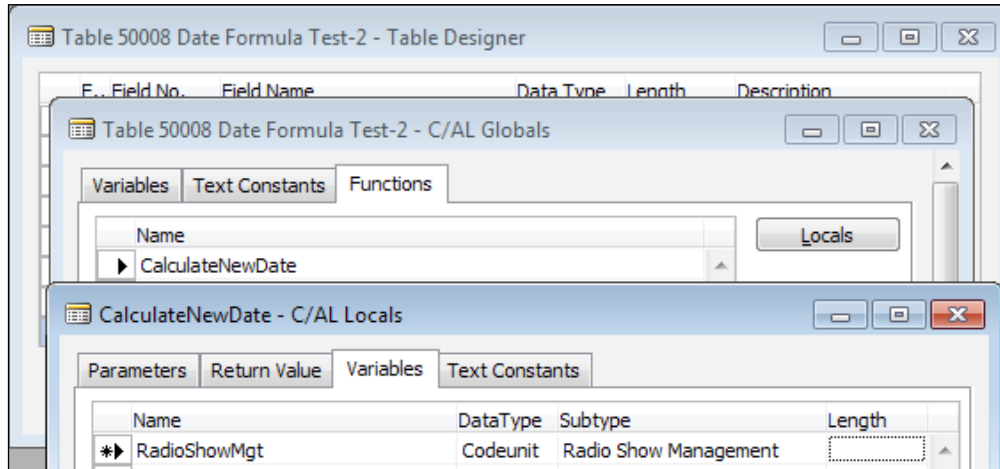 Table 50008 Date Formula Test-2 - Table Designer
E.. Field No. Field Name Data Type Length Description
Table 50008 Date Formula Test-2 - C/AL Globals
Variables Text Constants Functions
Name Locals
CalculateNewDate
CalculateNewDate - C/AL Locals
Parameters Return Value Variables Text Constants
Name DataType Subtype Length
RadioShowMgt Codeunit Radio Show Management